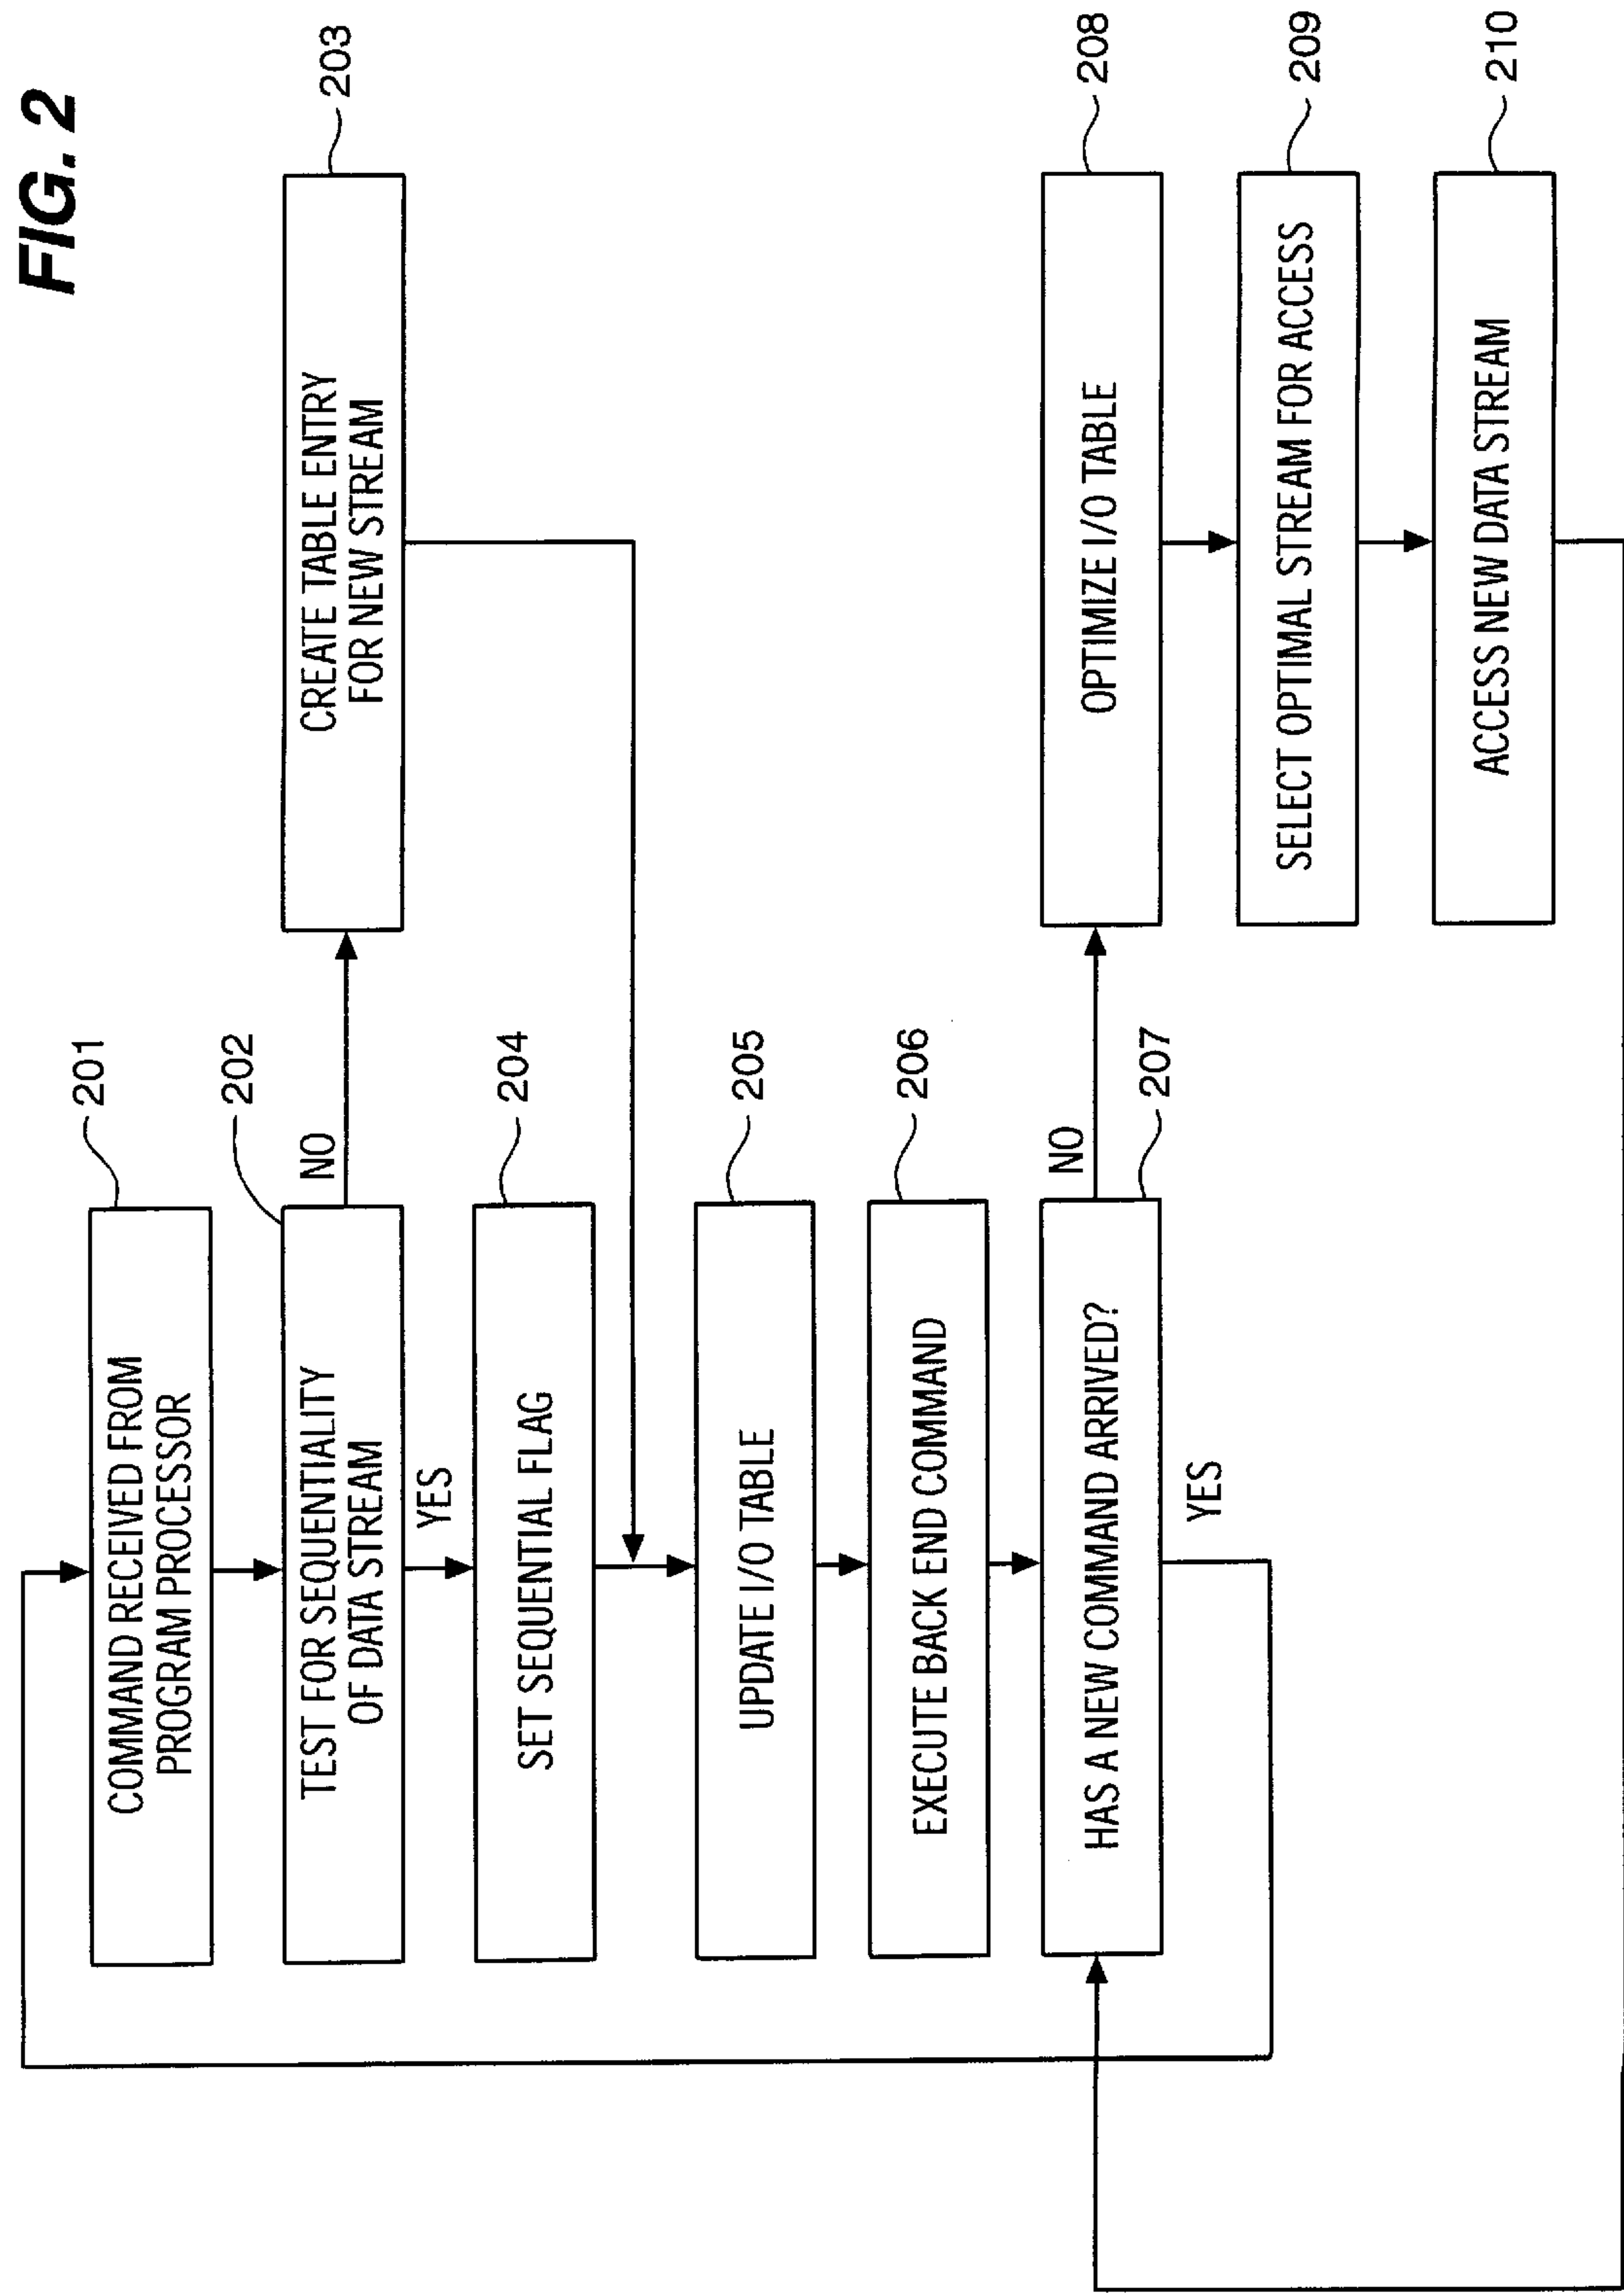 FIG. 2
201
COMMAND RECEIVED FROM
PROGRAM PROCESSOR
202
TEST FOR SEQUENTIALITY
OF DATA STREAM
NO
YES
203
CREATE TABLE ENTRY
FOR NEW STREAM
204
SET SEQUENTIAL FLAG
205
UPDATE I/O TABLE
206
EXECUTE BACK END COMMAND
207
HAS A NEW COMMAND ARRIVED?
NO
YES
208
OPTIMIZE I/O TABLE
209
SELECT OPTIMAL STREAM FOR ACCESS
210
ACCESS NEW DATA STREAM